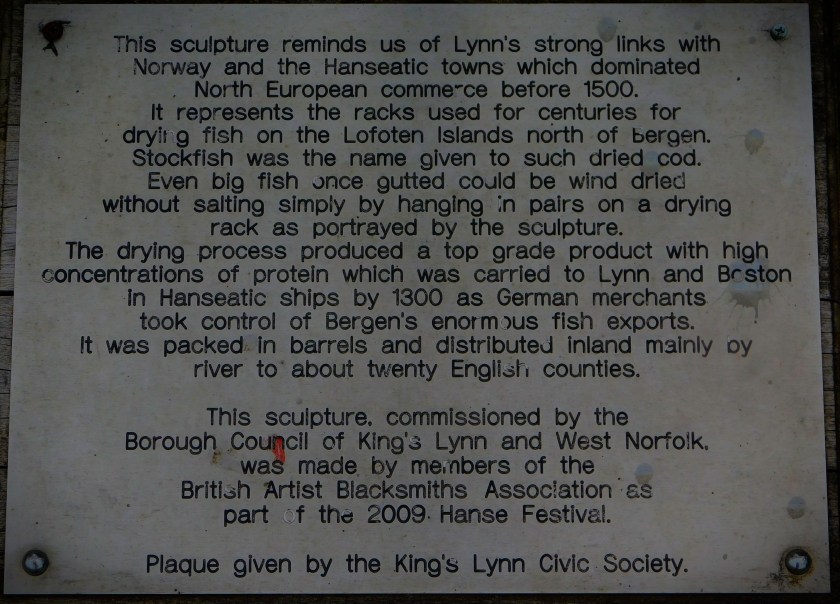 This sculpture reminds us of Lynn's strong links with
Norway and the Hanseatic towns which dominated
North European commerce before 1500.
It represents the racks used for centuries for
drying fish on the Lofoten Islands north of Bergen.
Stockfish was the name given to such dried cod.
Even big fish once gutted could be wind dried
without salting simply by hanging in pairs on a drying
rack as portrayed by the sculpture.
The drying process produced a top grade product with high
concentrations of protein which was carried to Lynn and Boston
in Hanseatic ships by 1300 as German merchants
took control of Bergen's enormous fish exports.
It was packed in barrels and distributed inland mainly by
river to about twenty English counties.
This sculpture, commissioned by the
Borough Council of King's Lynn and West Norfolk,
was made by members of the
British Artist Blacksmiths Association as
part of the 2009 Hanse Festival.
Plaque given by the King's Lynn Civic Society.